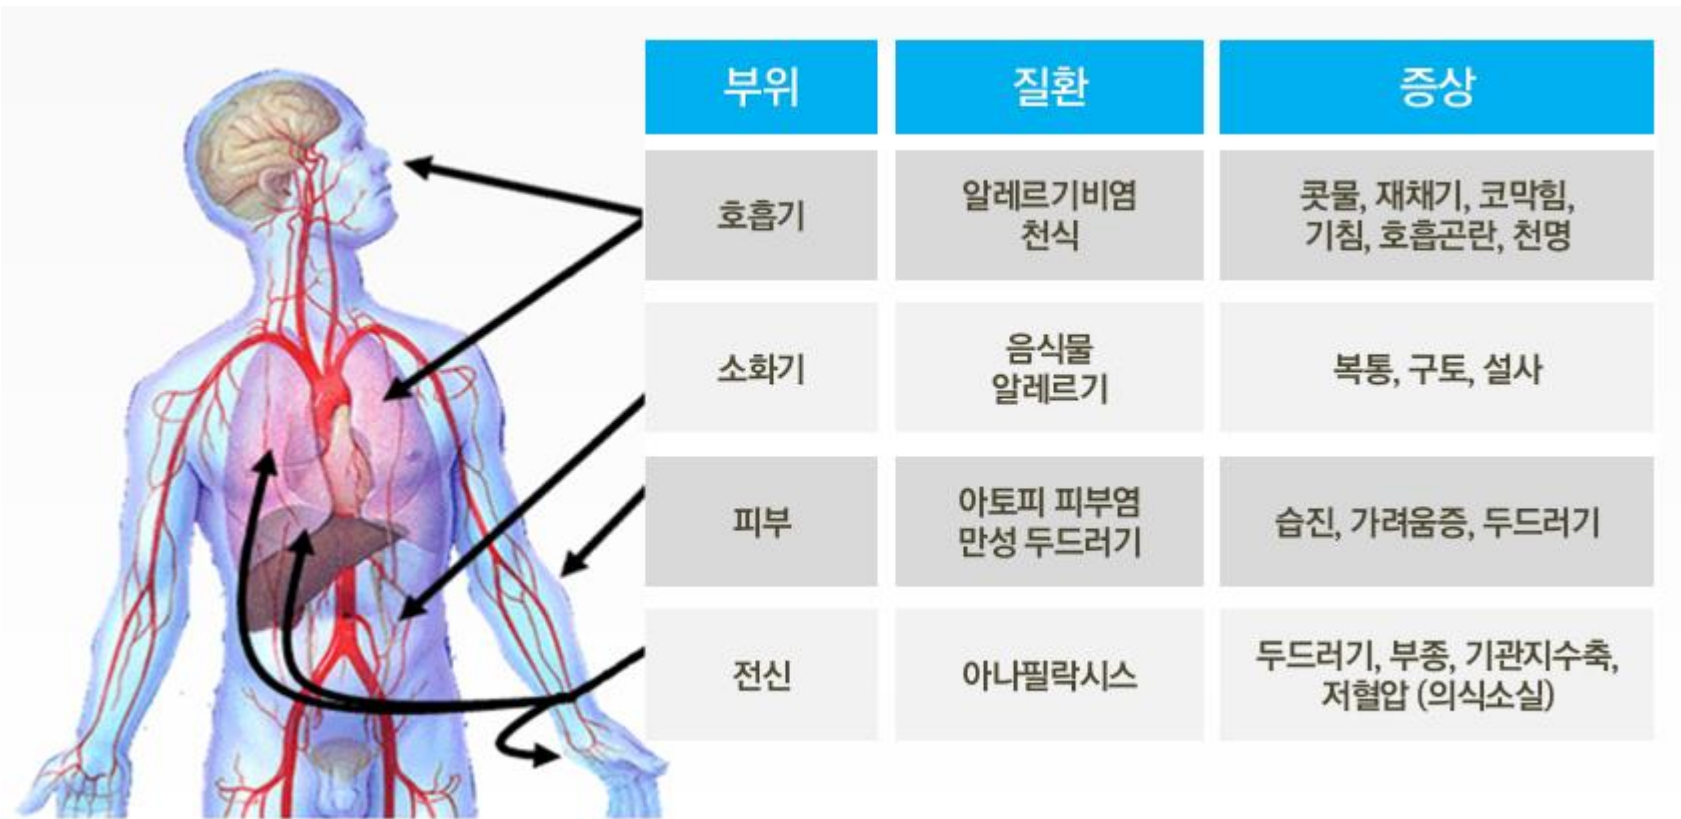 부위 질환 증상
호흡기
알레르기비염
천식
콧물, 재채기, 코막힘,
기침, 호흡곤란, 천명
소화기
음식물
알레르기
복통, 구토, 설사
피부
아토피 피부염
만성 두드러기
습진, 가려움증, 두드러기
전신
아나필락시스
두드러기, 부종, 기관지수축,
저혈압 (의식소실)